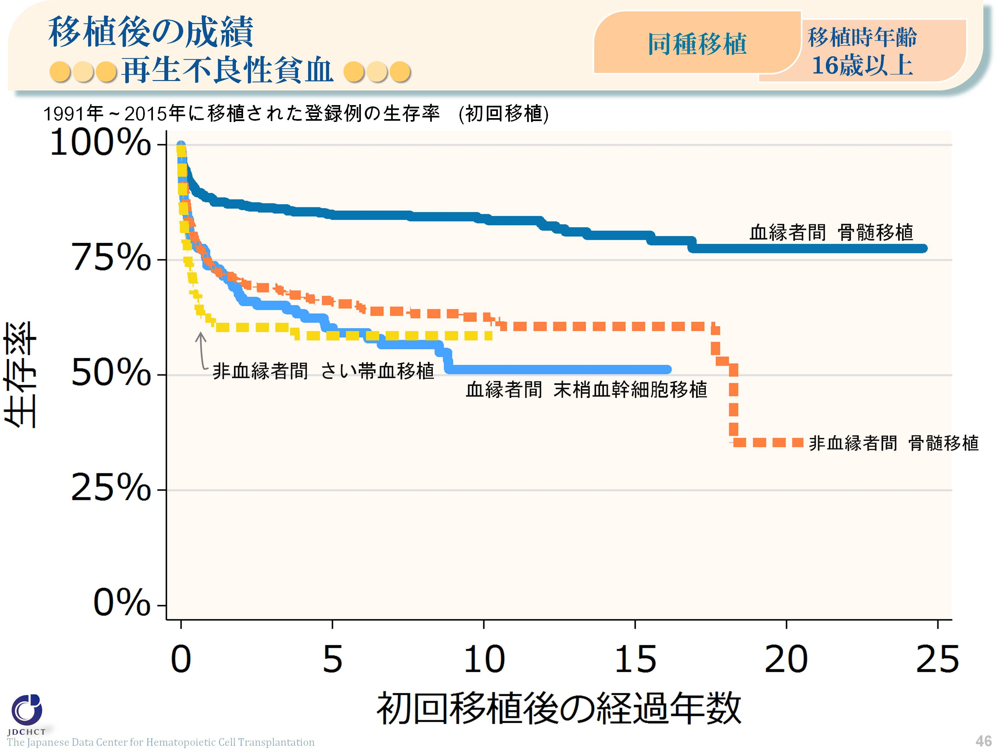 移植後の成績
再生不良性貧血
同種移植
移植時年齢
16歳以上
1991年～2015年に移植された登録例の生存率　(初回移植)
100%
75%
50%
25%
0%
生存率
血縁者間　骨髄移植
非血縁者間　さい帯血移植
血縁者間　末梢血幹細胞移植
非血縁者間　骨髄移植
0 5 10 15 20 25
初回移植後の経過年数
JDCHCT
The Japanese Data Center for Hematopoietic Cell Transplantation
46